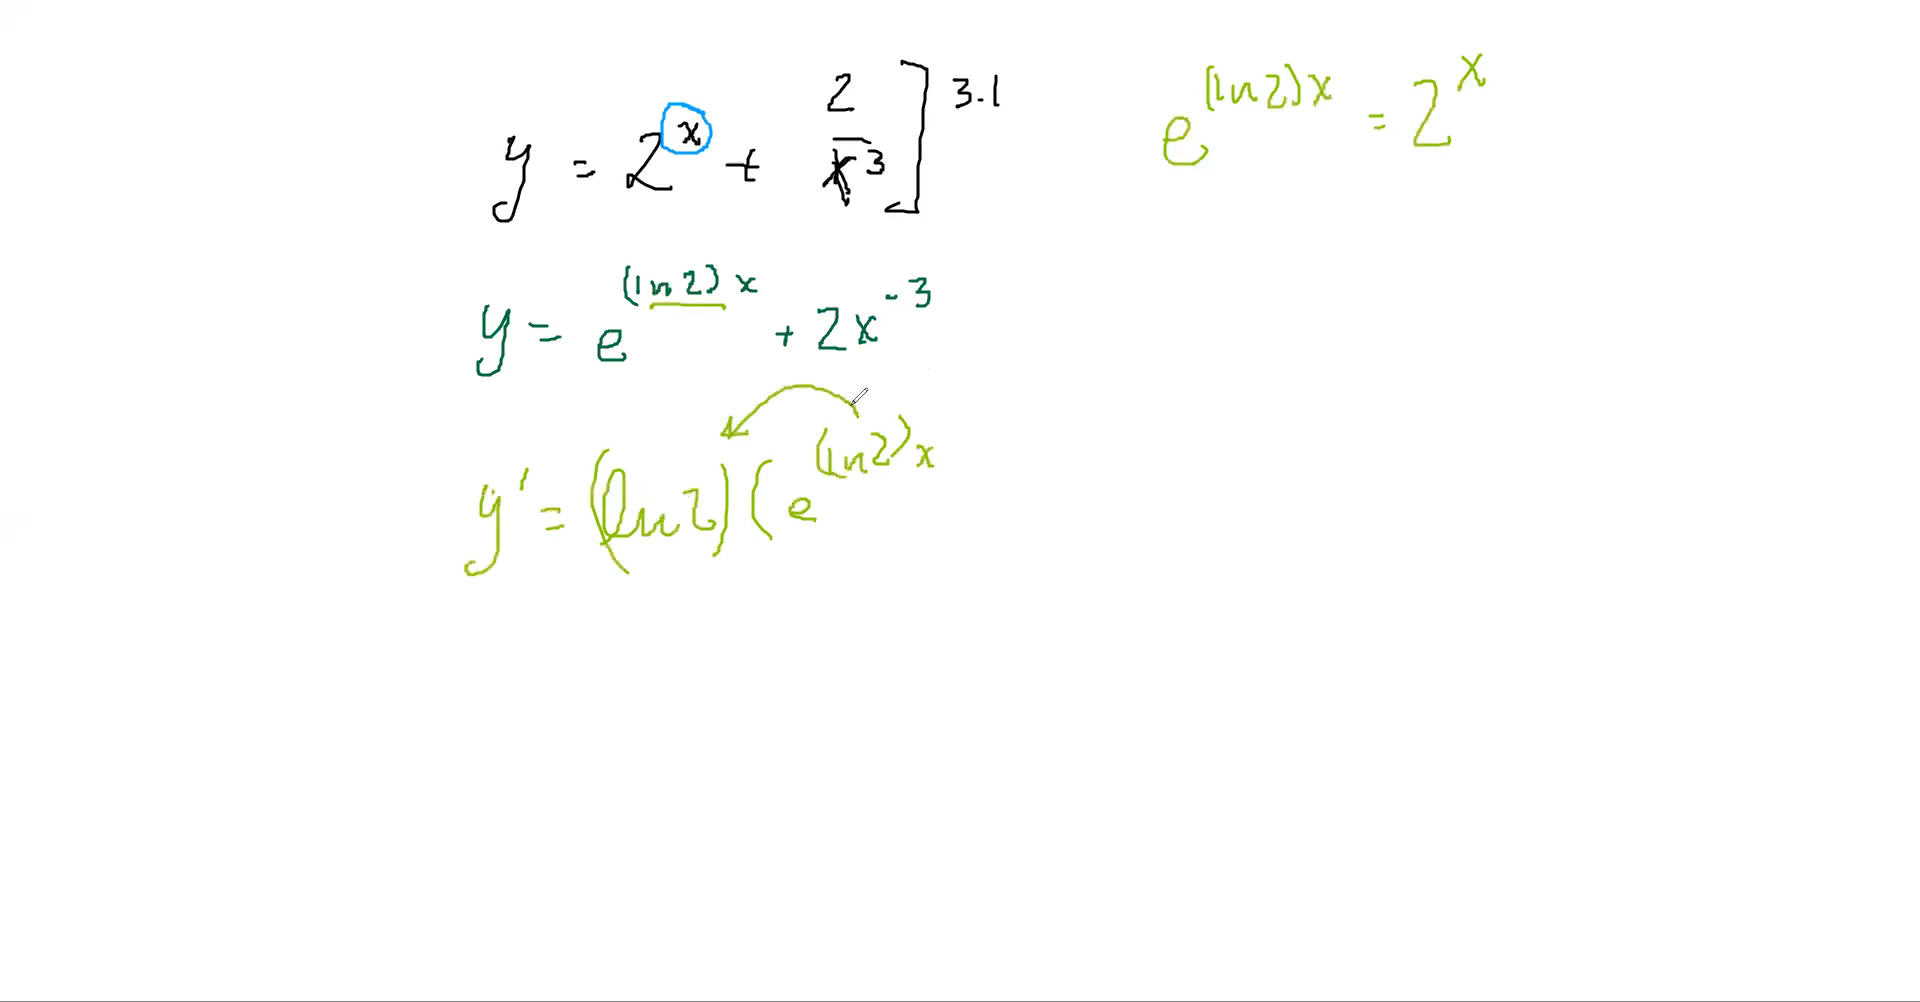 y = 2^x + 2/x^3 ] 3.1
e^(ln2)x = 2^x
y = e^(ln2)x + 2x^-3
y' = (ln2)(e^(ln2)x